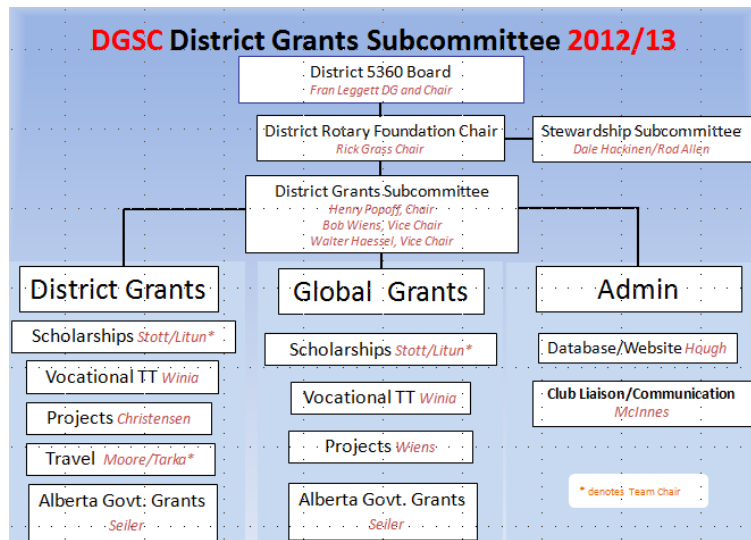 DGSC District Grants Subcommittee 2012/13
District 5360 Board
Fran Leggett DG and Chair
District Rotary Foundation Chair
Rick Grass Chair
Stewardship Subcommittee
Dale Hackinen/Rod Allen
District Grants Subcommittee
Henry Popoff, Chair
Bob Wiens, Vice Chair
Walter Haessel, Vice Chair
District Grants
Scholarships Stott/Litun*
Vocational TT Winia
Projects Christensen
Travel Moore/Tarka*
Alberta Govt. Grants
Seiler
Global Grants
Scholarships Stott/Litun*
Vocational TT Winia
Projects Wiens
Alberta Govt. Grants
Seiler
Admin
Database/Website Hough
Club Liaison/Communication
McInnes
* denotes Team Chair